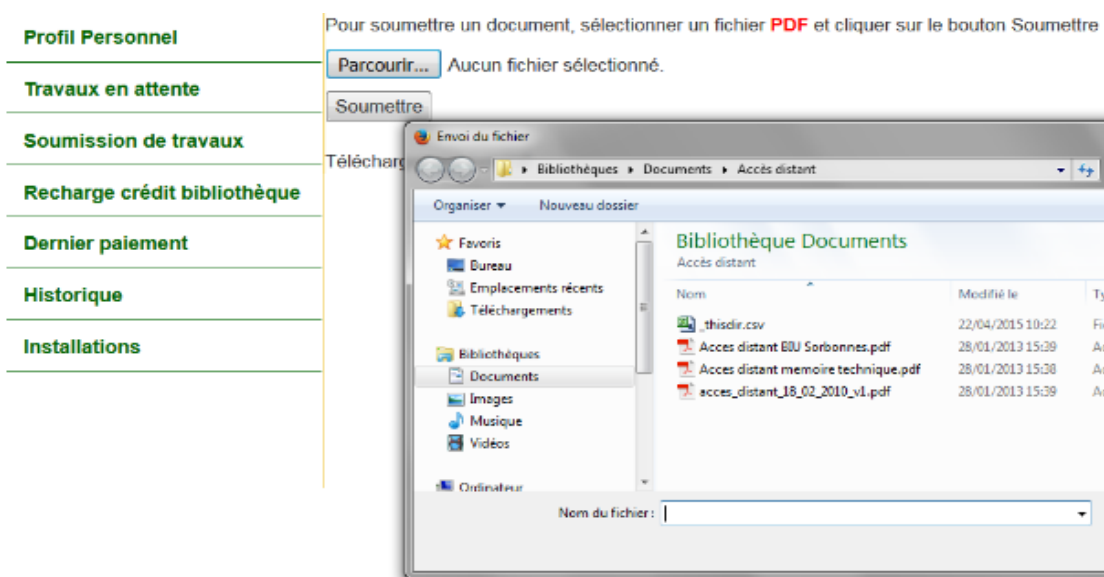 Profil Personnel
Travaux en attente
Soumission de travaux
Recharge crédit bibliothèque
Dernier paiement
Historique
Installations
Pour soumettre un document, sélectionner un fichier PDF et cliquer sur le bouton Soumettre
Parcourir... Aucun fichier sélectionné.
Soumettre
Télécharg
Envoi du fichier
Bibliothèques Documents Accès distant
Organiser Nouveau dossier
Favoris
Bureau
Emplacements récents
Téléchargements
Bibliothèques
Documents
Images
Musique
Vidéos
Ordinateur
Bibliothèque Documents
Accès distant
Nom Modifié le Ty
_thisdir.csv 22/04/2015 10:22 Fi
Acces distant BIU Sorbonnes.pdf 28/01/2013 15:39 Ad
Acces distant memoire technique.pdf 28/01/2013 15:38 Ad
acces_distant_18_02_2010_v1.pdf 28/01/2013 15:39 Ad
Nom du fichier :